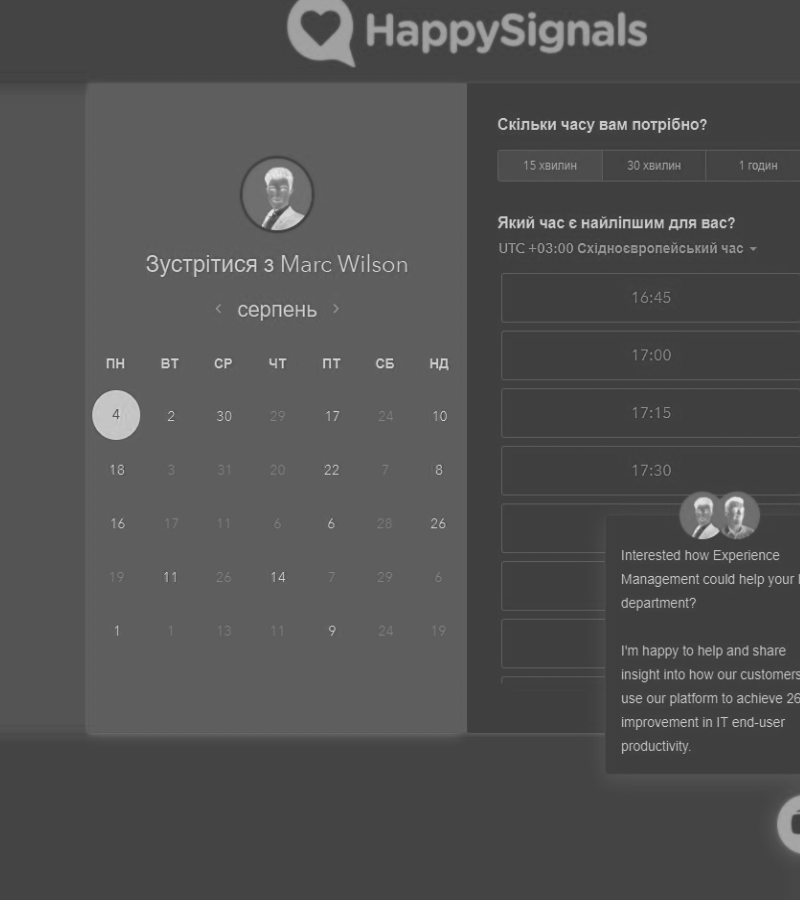 HappySignals
Зустрітися з Marc Wilson
серпень
ПН ВТ СР ЧТ ПТ СБ НД
4 2 30 29 17 24 10
18 3 31 20 22 7 8
16 17 11 6 6 28 26
19 11 26 14 7 29 6
1 1 13 11 9 24 19
Скільки часу вам потрібно?
15 хвилин 30 хвилин 1 годин
Який час є найліпшим для вас?
UTC +03:00 Східноєвропейський час
16:45
17:00
17:15
17:30
Interested how Experience
Management could help your
department?
I'm happy to help and share
insight into how our customers
use our platform to achieve 26
improvement in IT end-user
productivity.